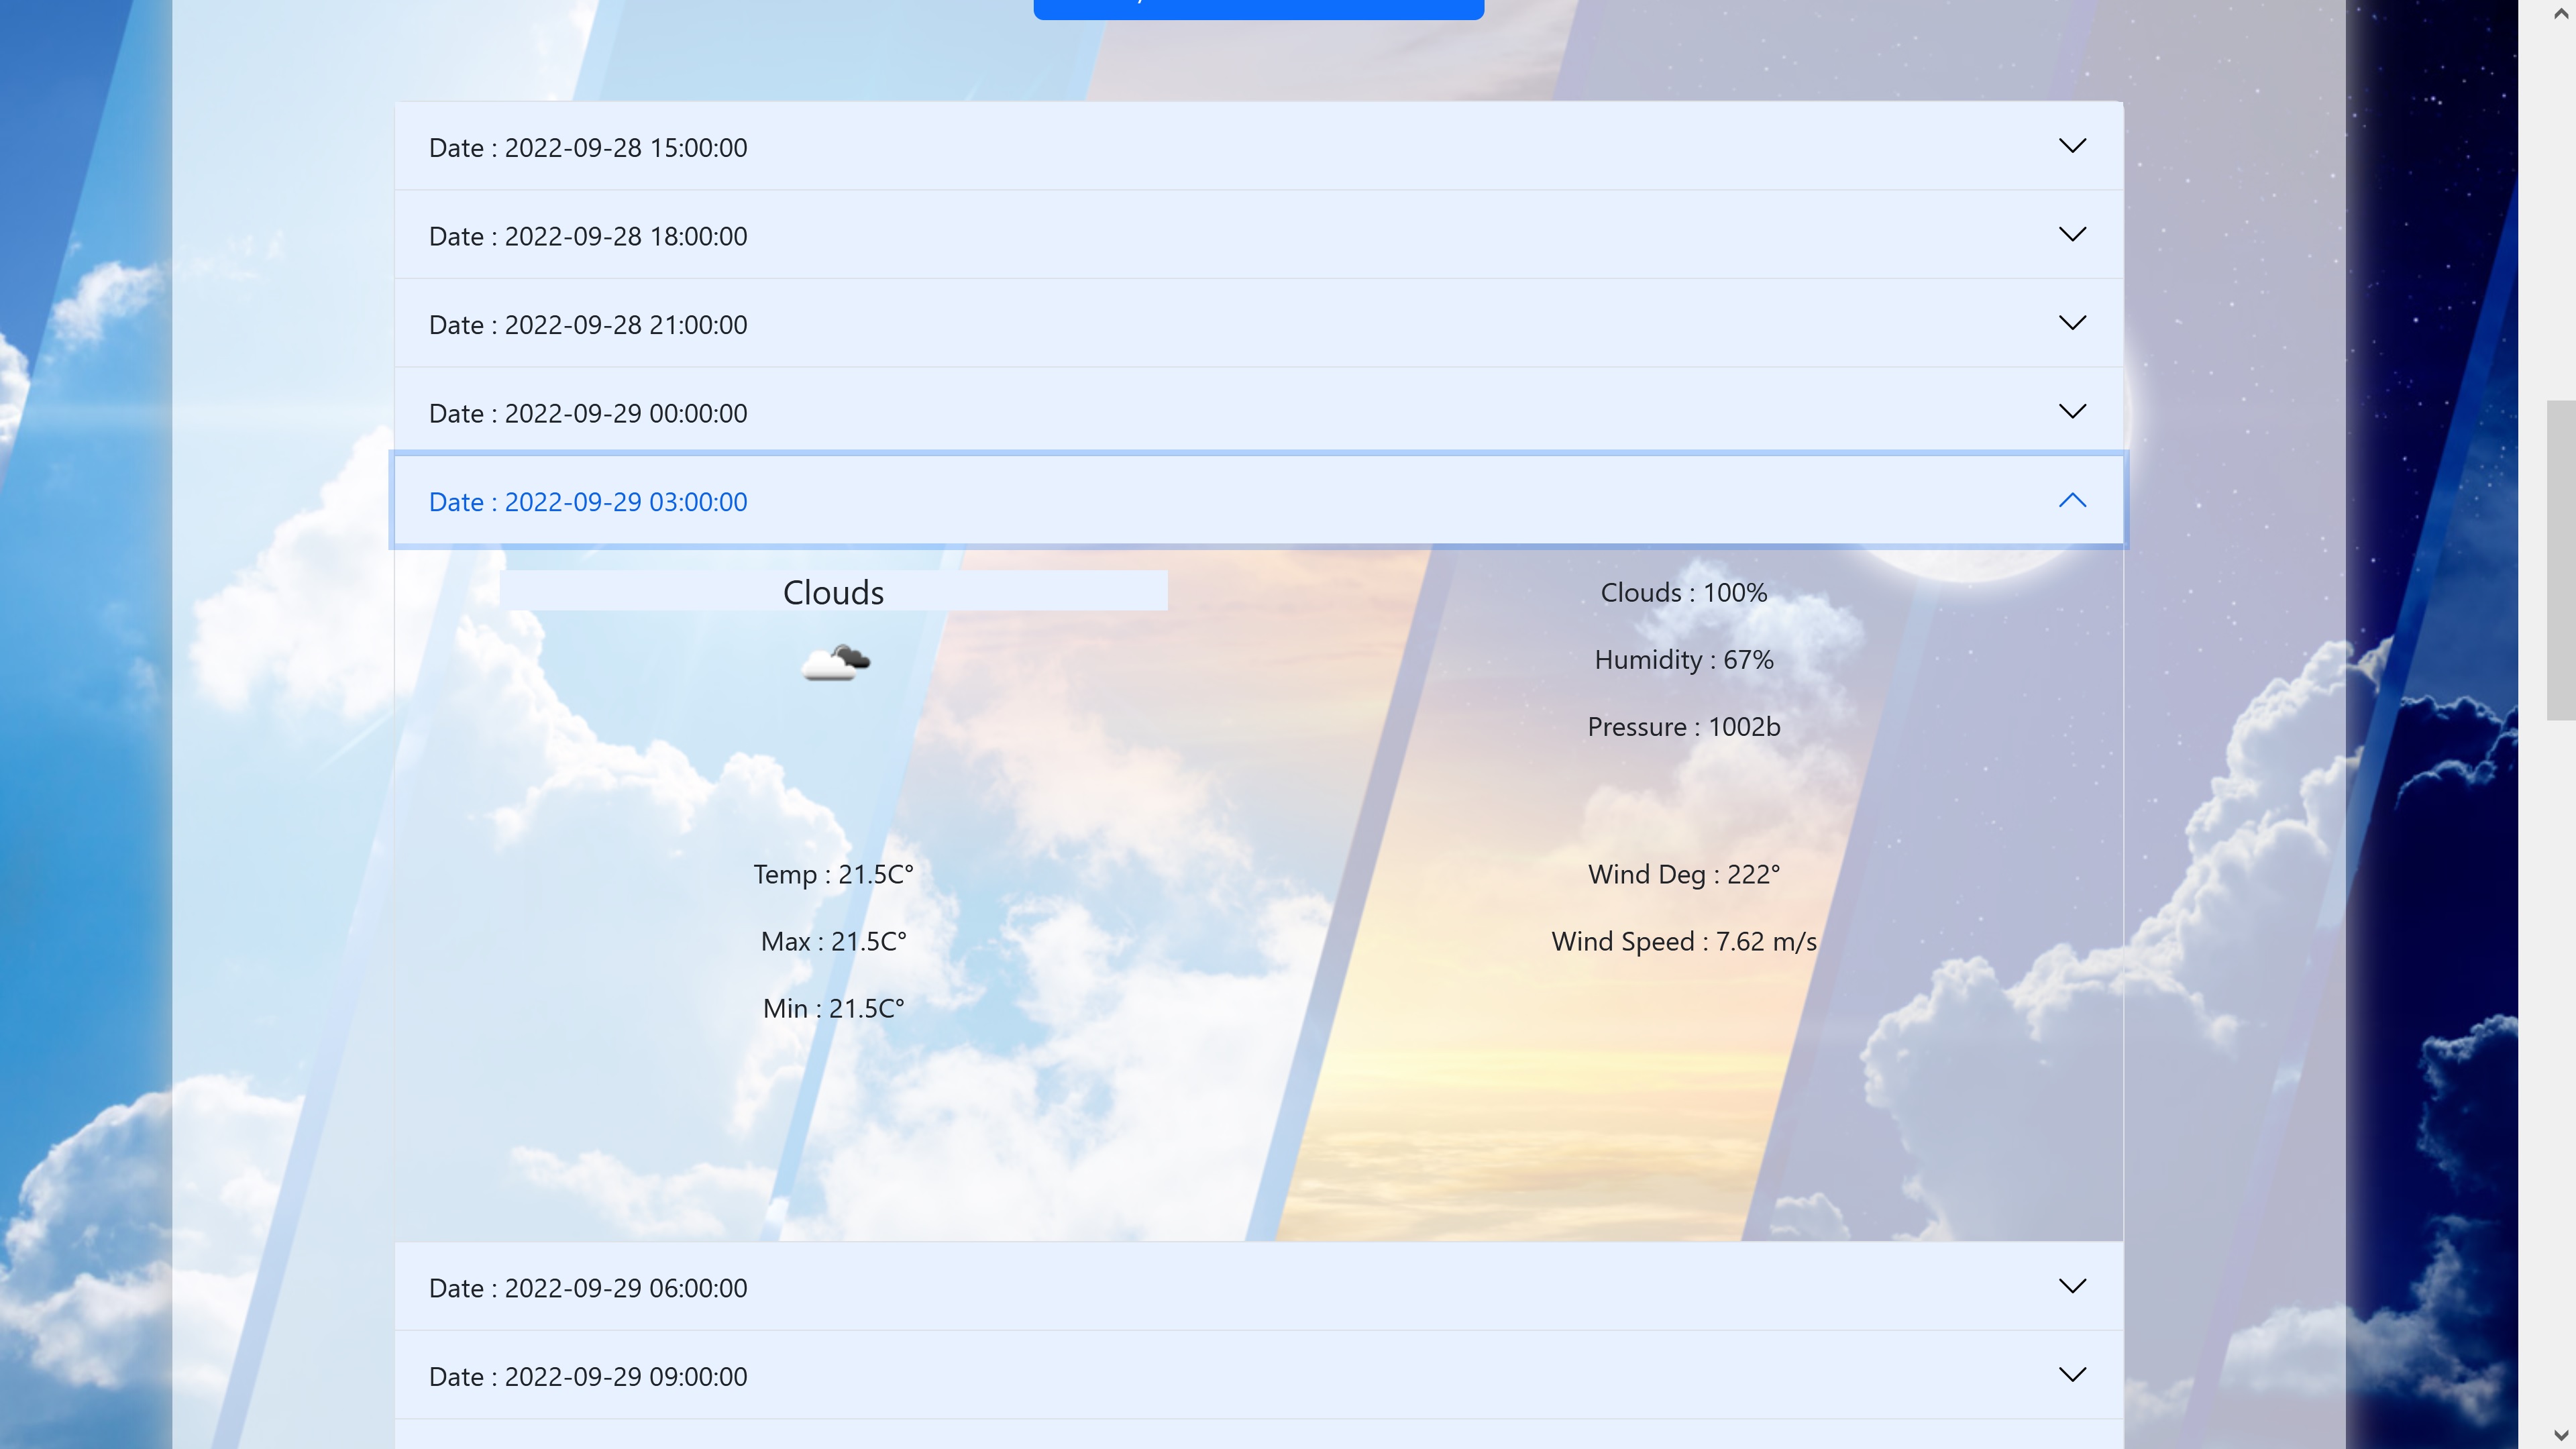 Date : 2022-09-28 15:00:00
Date : 2022-09-28 18:00:00
Date : 2022-09-28 21:00:00
Date : 2022-09-29 00:00:00
Date : 2022-09-29 03:00:00
Clouds
Clouds : 100%
Humidity : 67%
Pressure : 1002b
Temp : 21.5C°
Max : 21.5C°
Min : 21.5C°
Wind Deg : 222°
Wind Speed : 7.62 m/s
Date : 2022-09-29 06:00:00
Date : 2022-09-29 09:00:00